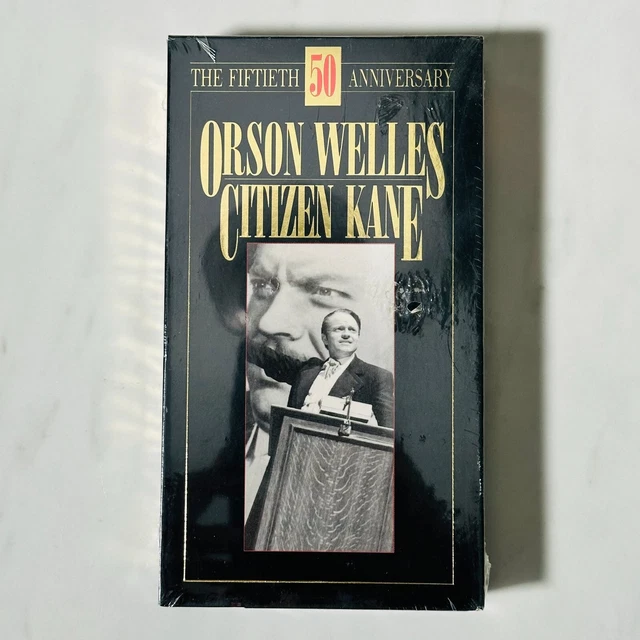 THE FIFTIETH 50 ANNIVERSARY
ORSON WELLES
CITIZEN KANE